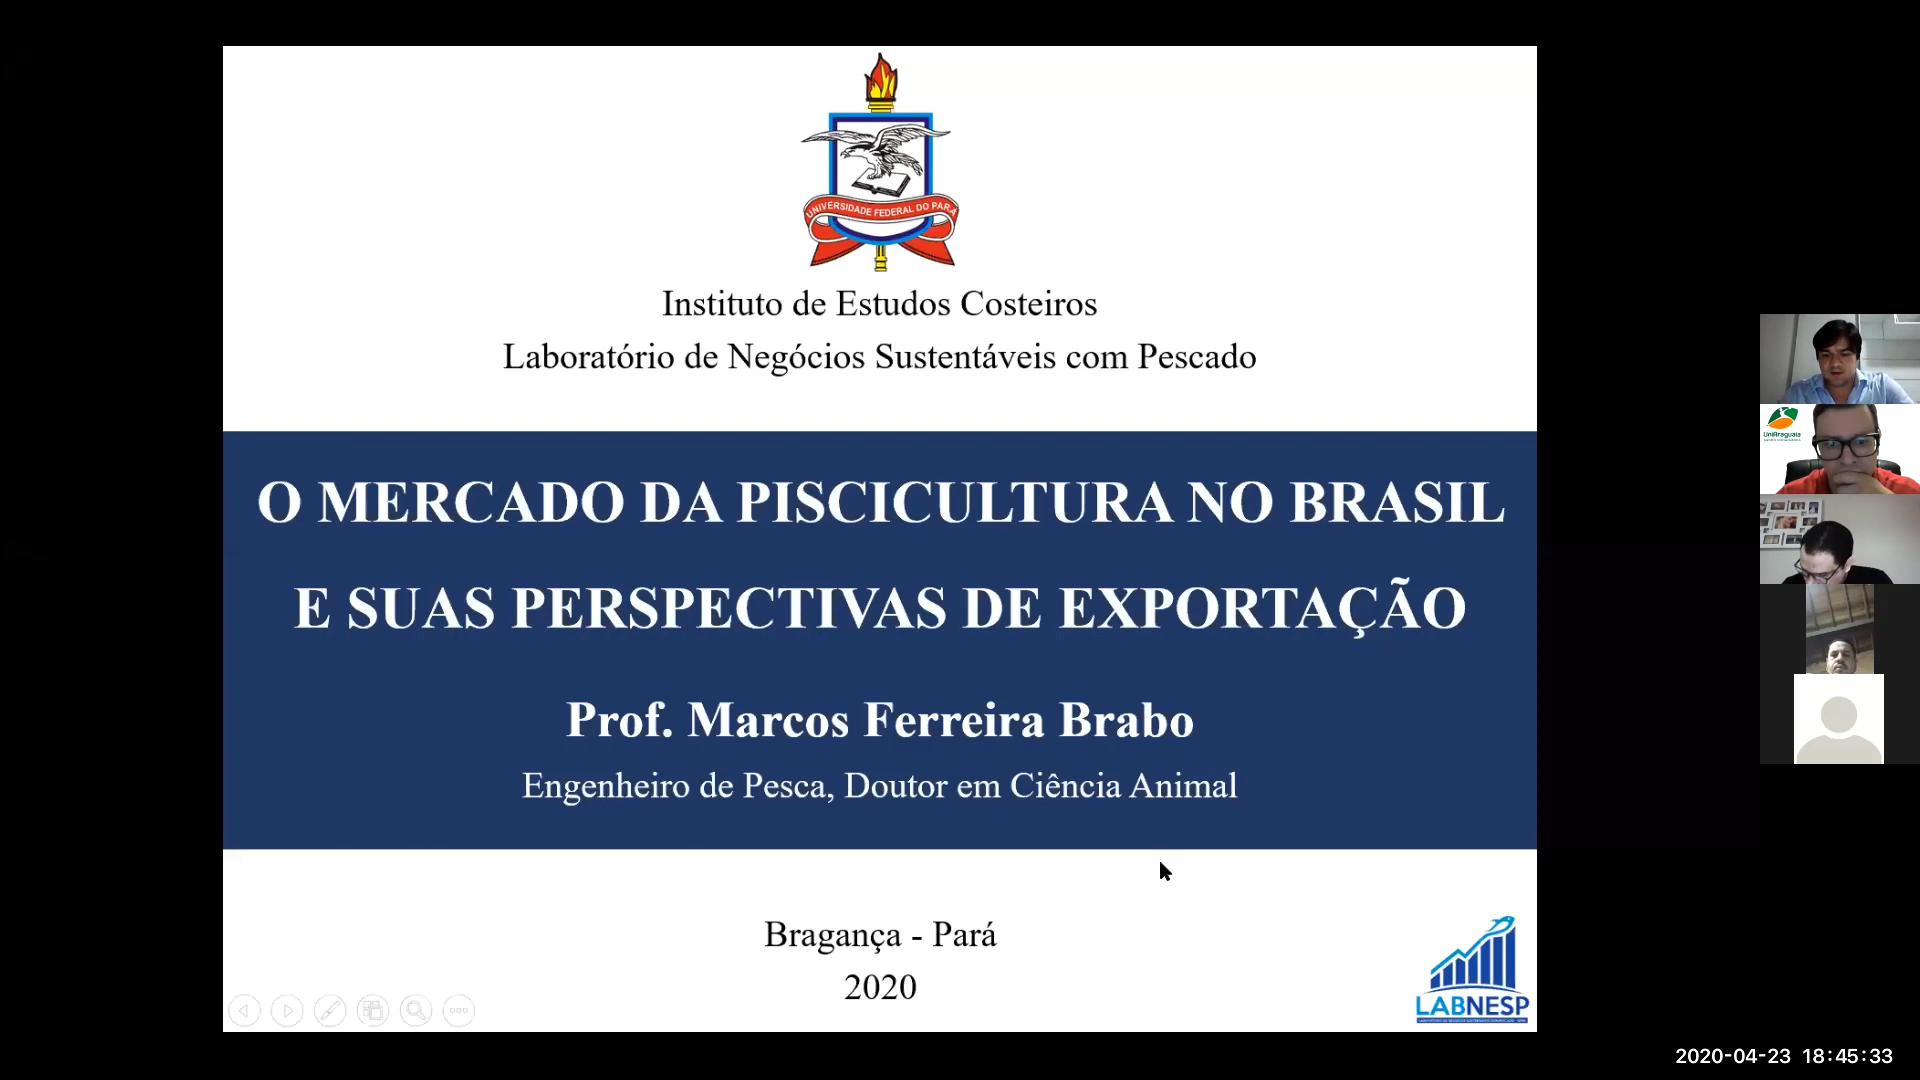 UNIVERSIDADE FEDERAL DO PARÁ
Instituto de Estudos Costeiros
Laboratório de Negócios Sustentáveis com Pescado
O MERCADO DA PISCICULTURA NO BRASIL
E SUAS PERSPECTIVAS DE EXPORTAÇÃO
Prof. Marcos Ferreira Brabo
Engenheiro de Pesca, Doutor em Ciência Animal
Bragança - Pará
2020
LABNESP
UniAraguaia
2020-04-23 18:45:33